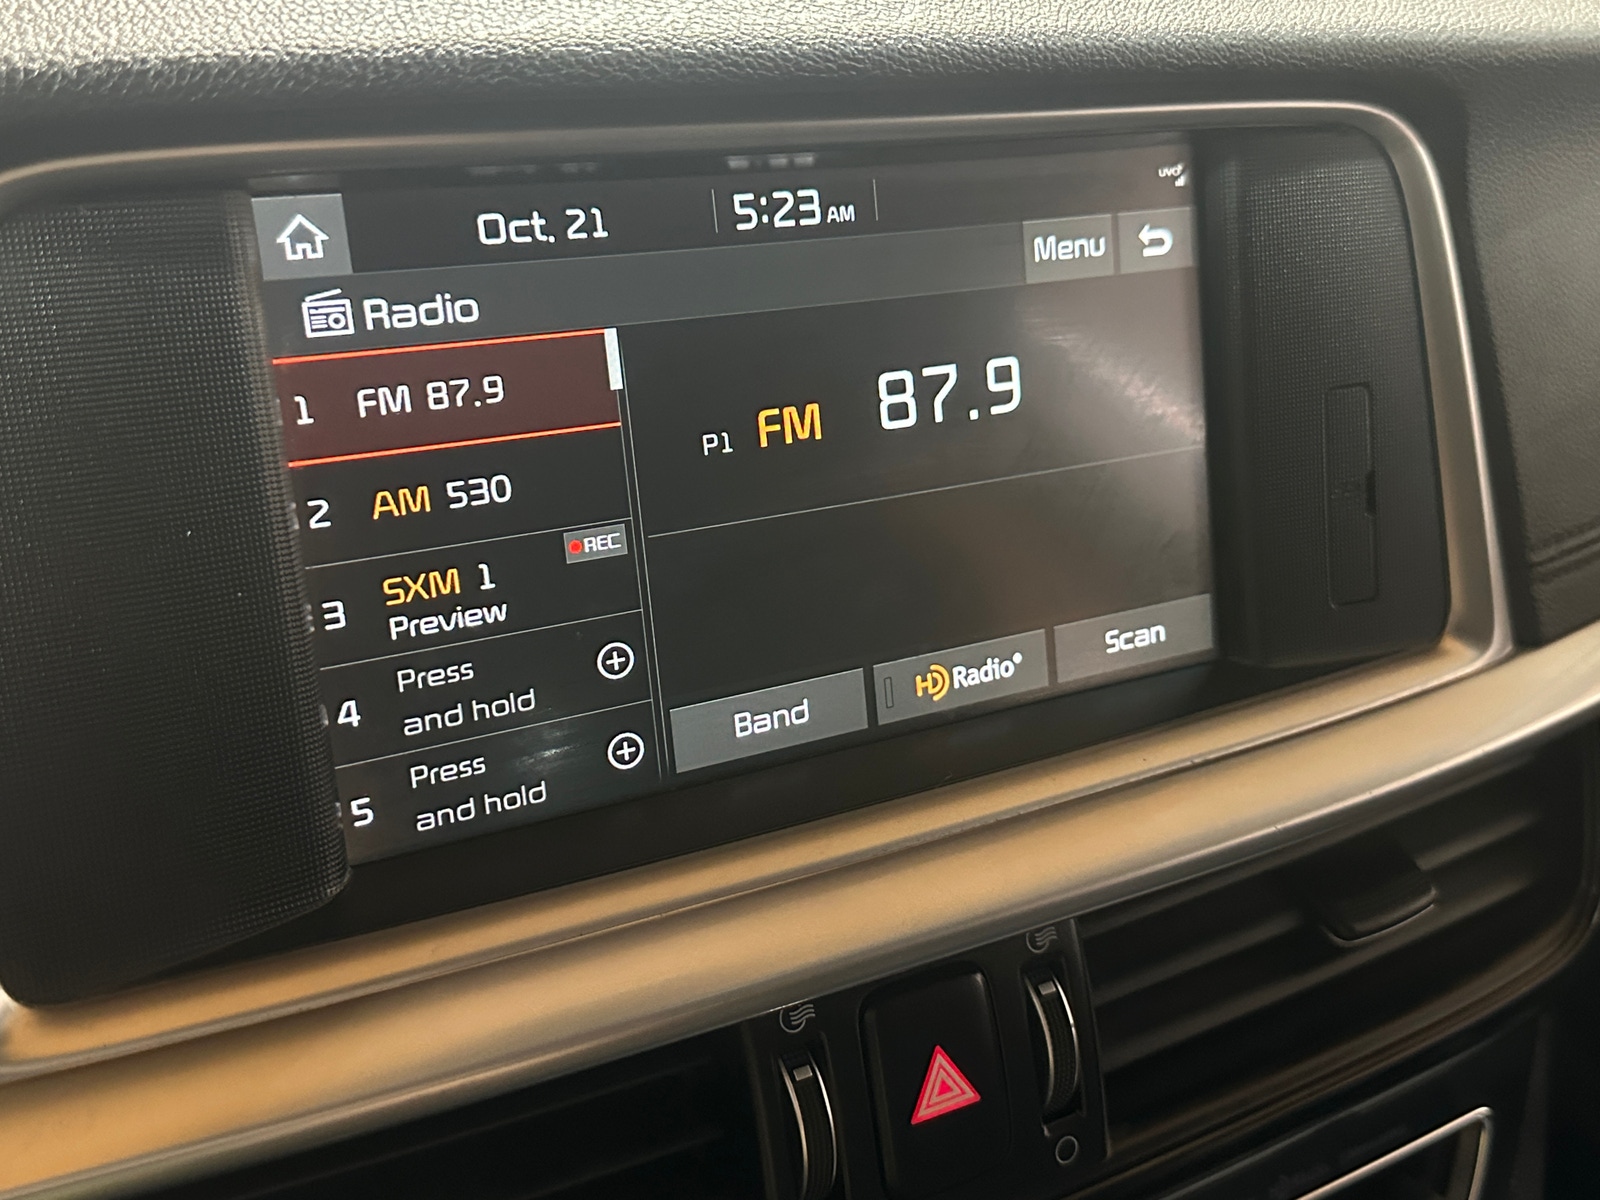 Oct. 21
5:23 AM
UVO
Menu
Radio
1 FM 87.9
P1 FM 87.9
2 AM 530
REC
3 SXM 1
Preview
4 Press
and hold
5 Press
and hold
Band
HD Radio
Scan